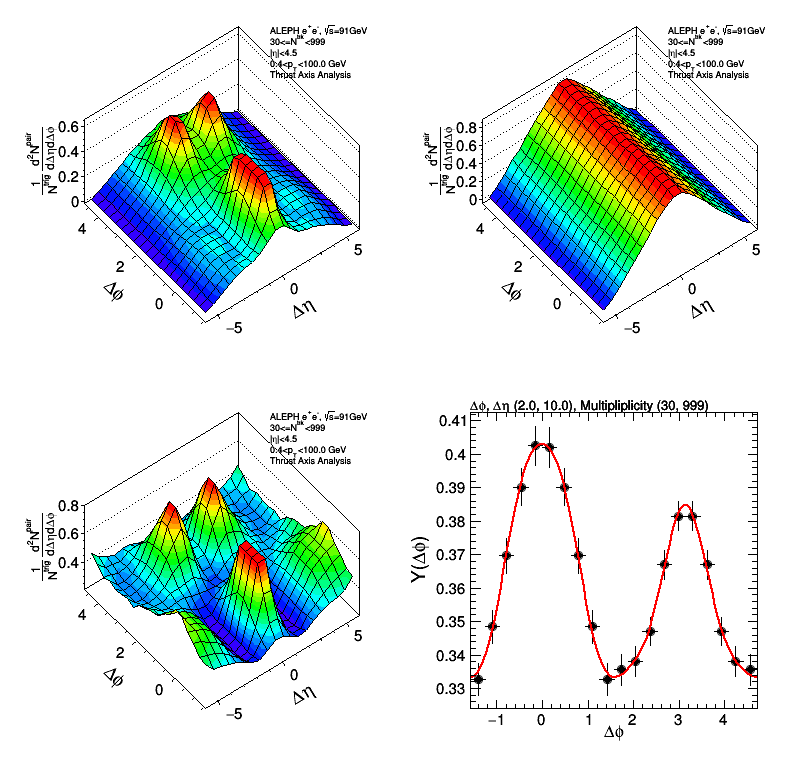 ALEPH e⁺e⁻, √s=91GeV
30<=N^trk<999
|η|<4.5
0.4<p_T<100.0 GeV
Thrust Axis Analysis
1/N^trig d²N^pair/dΔηdΔφ
0.6
0.4
0.2
0
4
2
0
Δφ
−5
0
5
Δη
ALEPH e⁺e⁻, √s=91GeV
30<=N^trk<999
|η|<4.5
0.4<p_T<100.0 GeV
Thrust Axis Analysis
1/N^trig d²N^pair/dΔηdΔφ
0.8
0.6
0.4
0.2
0
4
2
0
Δφ
−5
0
5
Δη
ALEPH e⁺e⁻, √s=91GeV
30<=N^trk<999
|η|<4.5
0.4<p_T<100.0 GeV
Thrust Axis Analysis
1/N^trig d²N^pair/dΔηdΔφ
0.8
0.6
0.4
4
2
0
Δφ
−5
0
5
Δη
Δφ, Δη (2.0, 10.0), Multipliplicity (30, 999)
Y(Δφ)
0.41
0.4
0.39
0.38
0.37
0.36
0.35
0.34
0.33
−1 0 1 2 3 4
Δφ